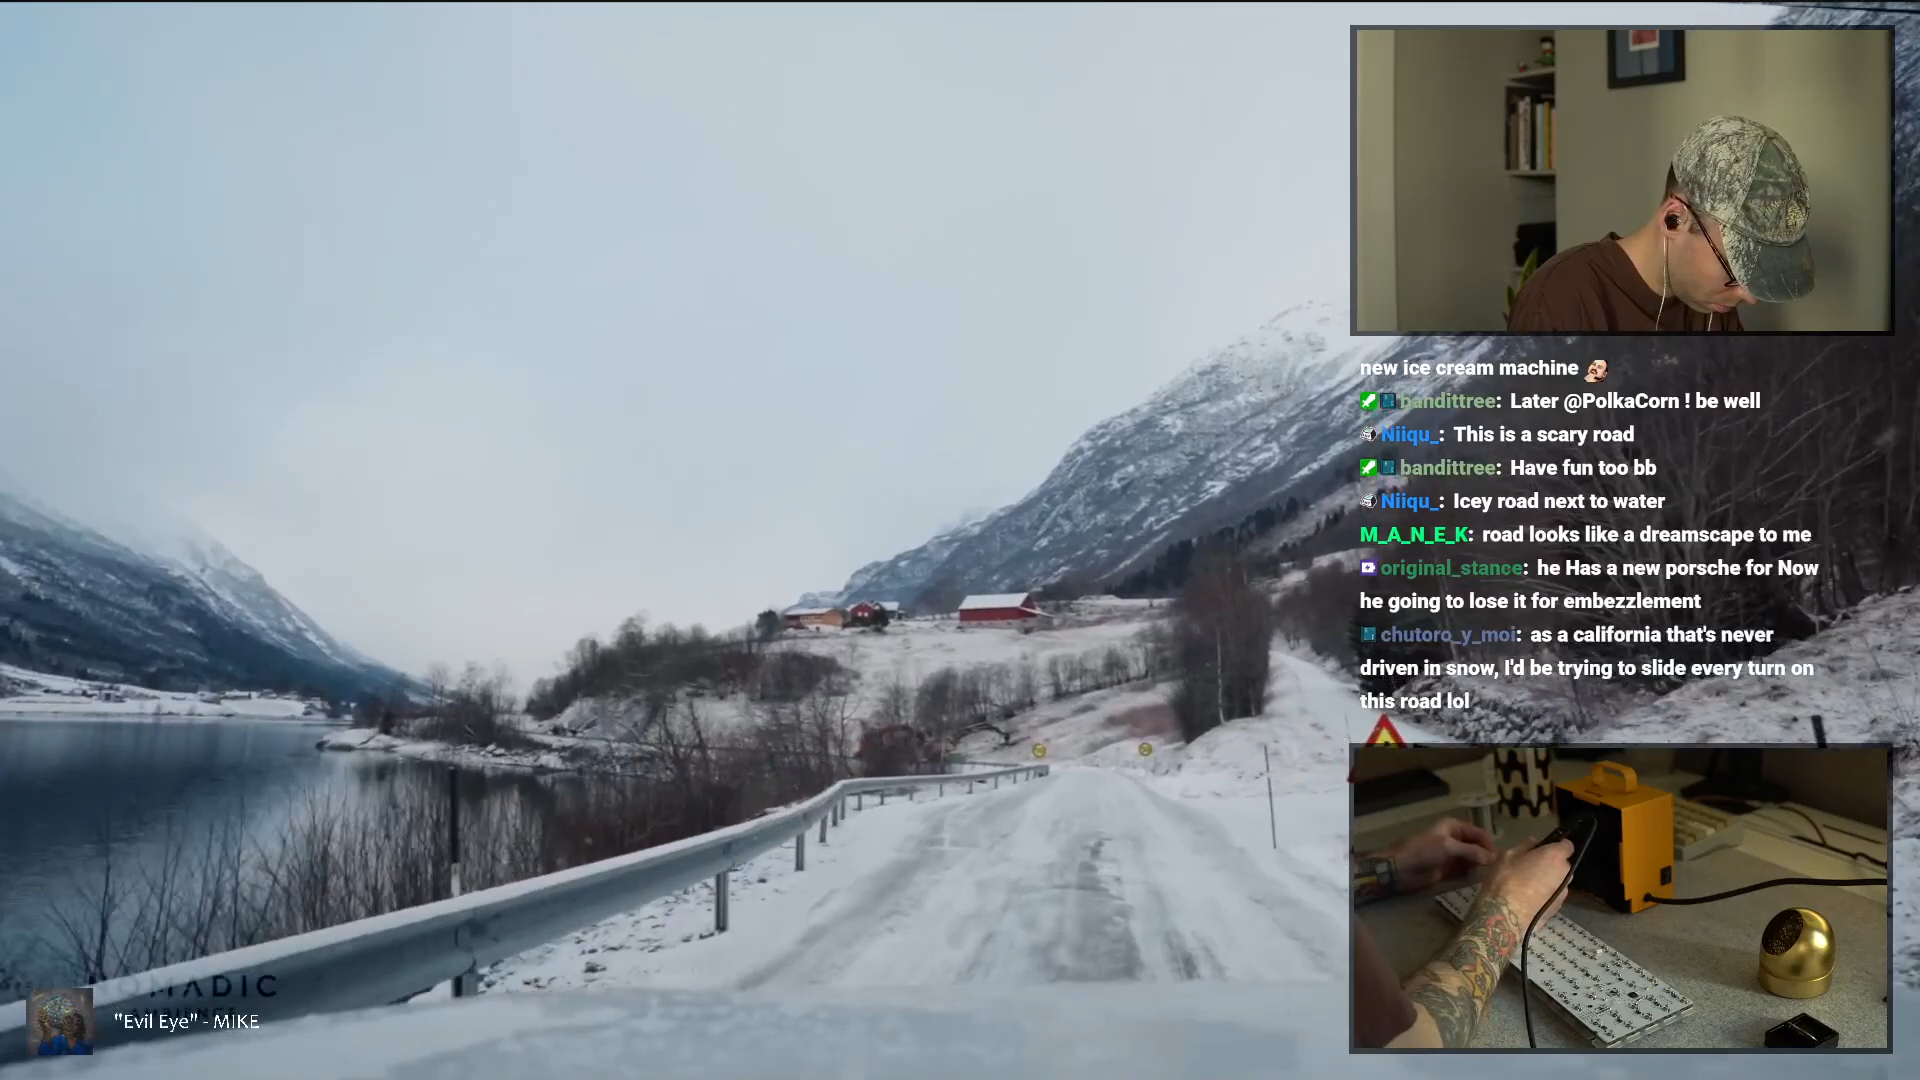 new ice cream machine
bandittree: Later @PolkaCorn ! be well
Niiqu_: This is a scary road
bandittree: Have fun too bb
Niiqu_: Icey road next to water
M_A_N_E_K: road looks like a dreamscape to me
original_stance: he Has a new porsche for Now
he going to lose it for embezzlement
chutoro_y_moi: as a california that's never
driven in snow, I'd be trying to slide every turn on
this road lol
NOMADIC
"Evil Eye" - MIKE